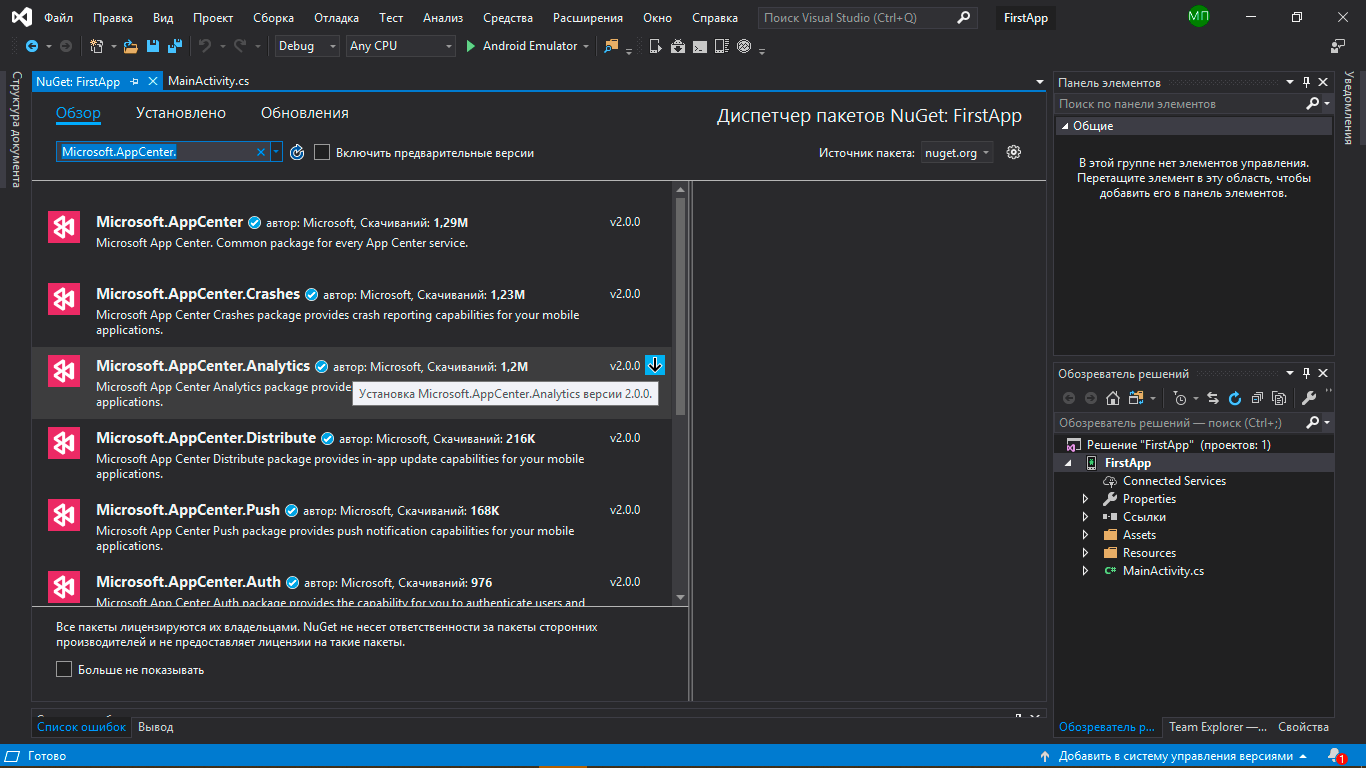 Файл Правка Вид Проект Сборка Отладка Тест Анализ Средства Расширения Окно Справка Поиск Visual Studio (Ctrl+Q) FirstApp МП
Debug Any CPU Android Emulator
Структура документа
NuGet: FirstApp MainActivity.cs
Обзор Установлено Обновления
Диспетчер пакетов NuGet: FirstApp
Microsoft.AppCenter. Включить предварительные версии Источник пакета: nuget.org
Microsoft.AppCenter автор: Microsoft, Скачиваний: 1,29M v2.0.0
Microsoft App Center. Common package for every App Center service.
Microsoft.AppCenter.Crashes автор: Microsoft, Скачиваний: 1,23M v2.0.0
Microsoft App Center Crashes package provides crash reporting capabilities for your mobile
applications.
Microsoft.AppCenter.Analytics автор: Microsoft, Скачиваний: 1,2M v2.0.0
Microsoft App Center Analytics package provide
applications.
Установка Microsoft.AppCenter.Analytics версии 2.0.0.
Microsoft.AppCenter.Distribute автор: Microsoft, Скачиваний: 216K v2.0.0
Microsoft App Center Distribute package provides in-app update capabilities for your mobile
applications.
Microsoft.AppCenter.Push автор: Microsoft, Скачиваний: 168K v2.0.0
Microsoft App Center Push package provides push notification capabilities for your mobile
applications.
Microsoft.AppCenter.Auth автор: Microsoft, Скачиваний: 976 v2.0.0
Microsoft App Center Auth package provides the capability for you to authenticate users and
Все пакеты лицензируются их владельцами. NuGet не несет ответственности за пакеты сторонних
производителей и не предоставляет лицензии на такие пакеты.
Больше не показывать
Список ошибок Вывод
Панель элементов
Поиск по панели элементов
Общие
В этой группе нет элементов управления.
Перетащите элемент в эту область, чтобы
добавить его в панель элементов.
Уведомления
Обозреватель решений
Обозреватель решений — поиск (Ctrl+;)
Решение "FirstApp" (проектов: 1)
FirstApp
Connected Services
Properties
Ссылки
Assets
Resources
C# MainActivity.cs
Обозреватель р... Team Explorer —... Свойства
Готово Добавить в систему управления версиями 1